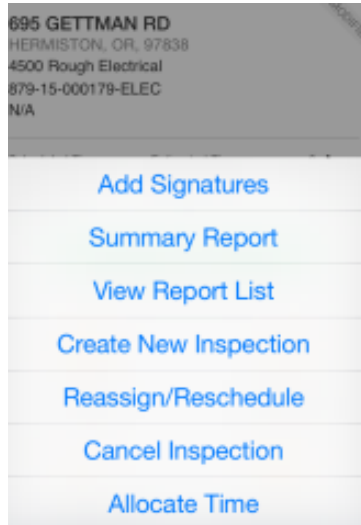 695 GETTMAN RD
HERMISTON, OR, 97838
4500 Rough Electrical
879-15-000179-ELEC
N/A
Add Signatures
Summary Report
View Report List
Create New Inspection
Reassign/Reschedule
Cancel Inspection
Allocate Time